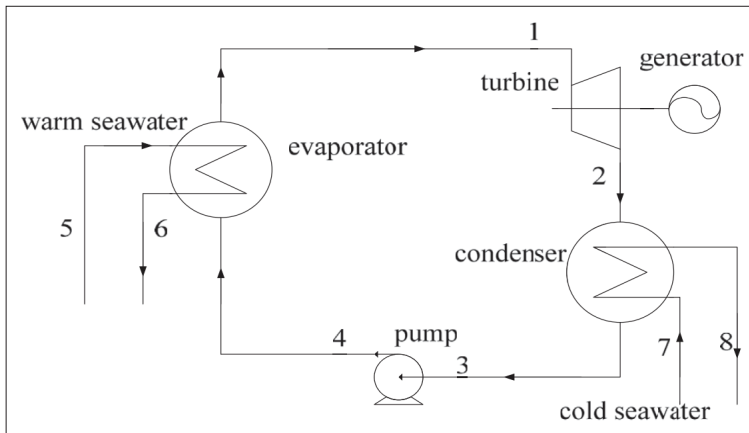 1
generator
turbine
warm seawater
evaporator
2
5
6
condenser
4
pump
3
7
8
cold seawater